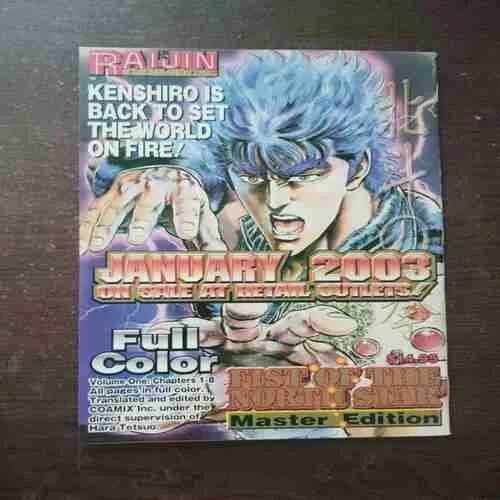 RAIJIN
KENSHIRO IS
BACK TO SET
THE WORLD
ON FIRE!
JANUARY 2003
ON SALE AT RETAIL OUTLETS!
Full
Color
Volume One: Chapters 1-8
All pages in full color.
Translated and edited by
COAMIX Inc. under the
direct supervision of
Hara Tetsuo.
FIST OF THE
NORTH STAR
Master Edition